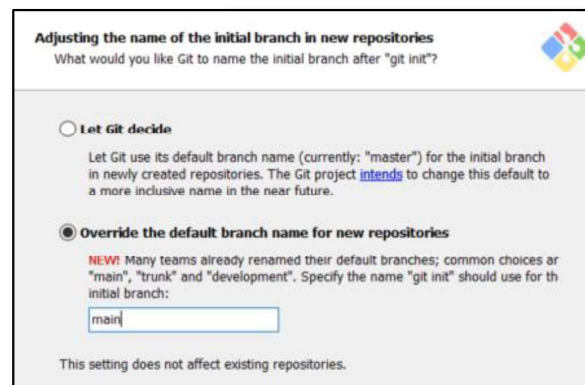 Adjusting the name of the initial branch in new repositories
What would you like Git to name the initial branch after "git init"?
Let Git decide
Let Git use its default branch name (currently: "master") for the initial branch
in newly created repositories. The Git project intends to change this default to
a more inclusive name in the near future.
Override the default branch name for new repositories
NEW! Many teams already renamed their default branches; common choices ar
"main", "trunk" and "development". Specify the name "git init" should use for th
initial branch:
main
This setting does not affect existing repositories.